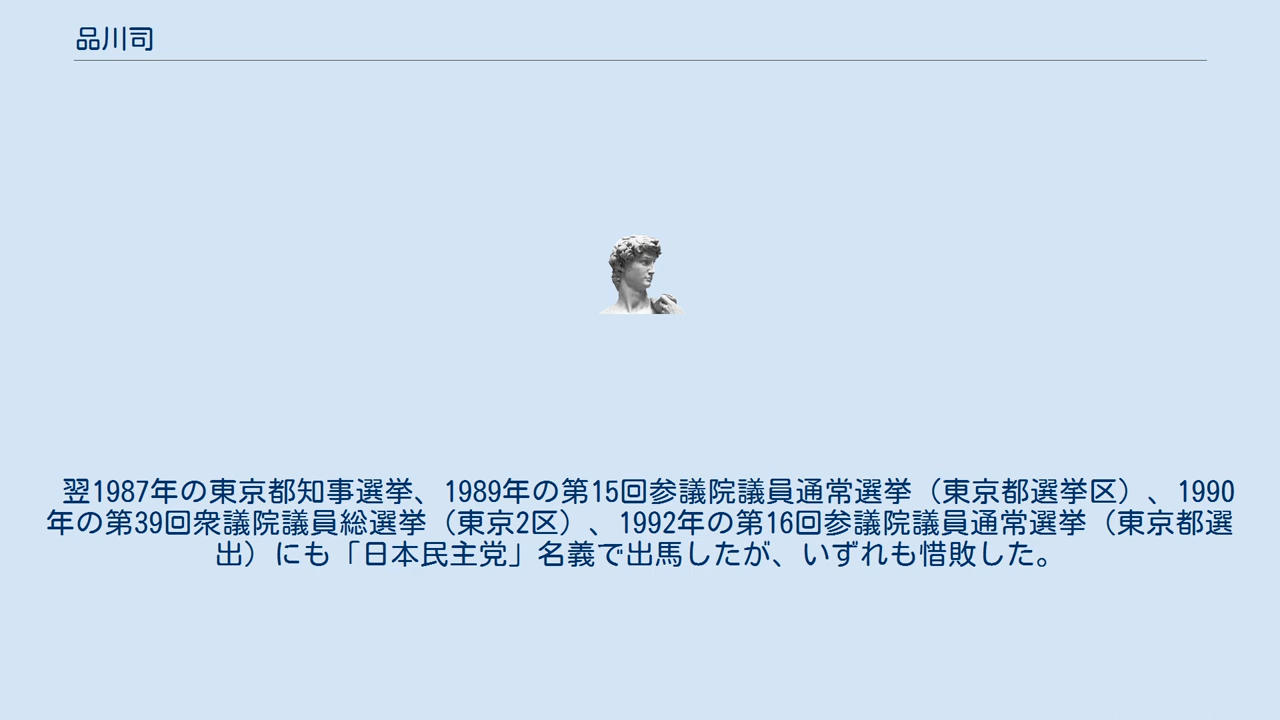 品川司
翌1987年の東京都知事選挙、1989年の第15回参議院議員通常選挙（東京都選挙区）、1990
年の第39回衆議院議員総選挙（東京2区）、1992年の第16回参議院議員通常選挙（東京都選
出）にも「日本民主党」名義で出馬したが、いずれも惜敗した。